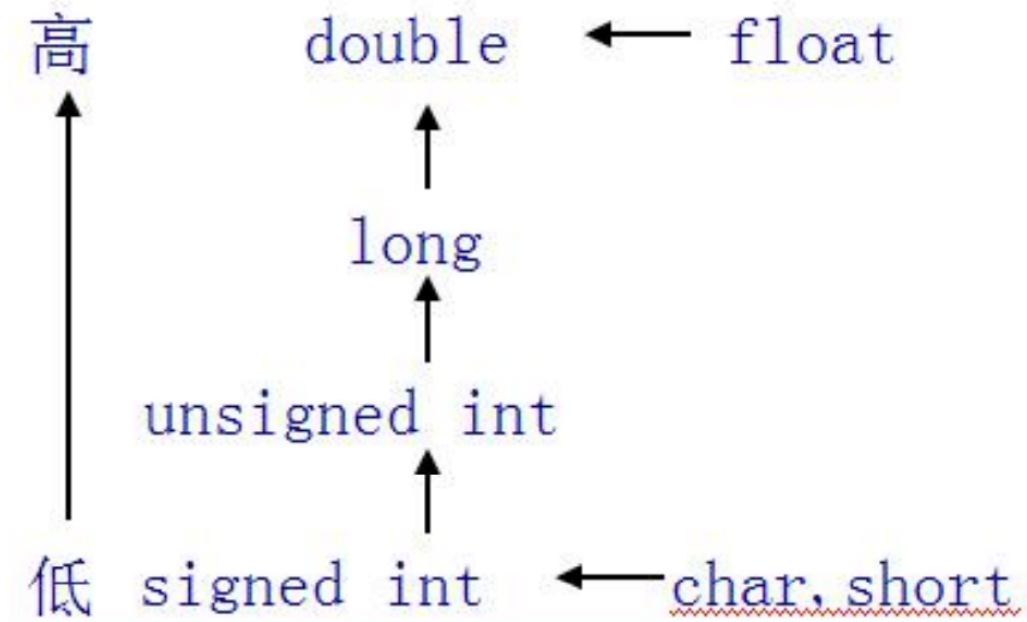 高 double float
long
unsigned int
低 signed int char、short